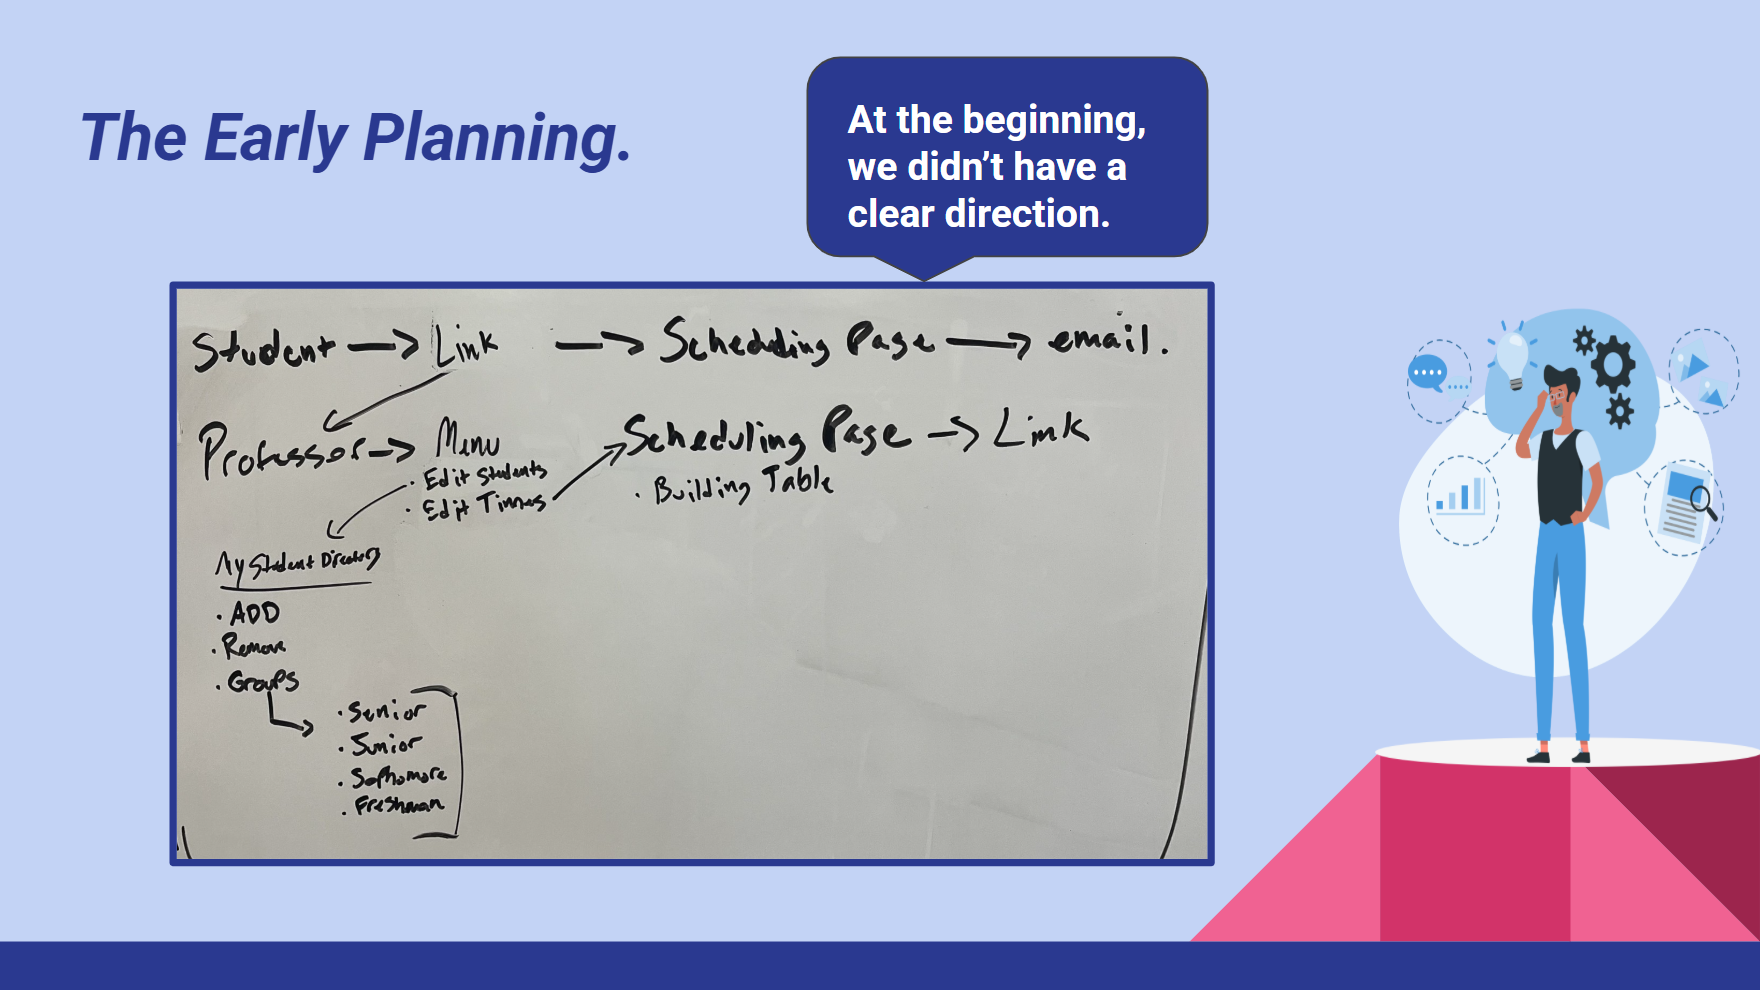 The Early Planning.
At the beginning,
we didn't have a
clear direction.
Student → Link → Scheduling Page → email.
Professor → Menu Scheduling Page → Link
· Edit Students
· Edit Times
· Building Table
My Student Directory
· ADD
· Remove
· Groups
· Senior
· Junior
· Sophomore
· Freshman